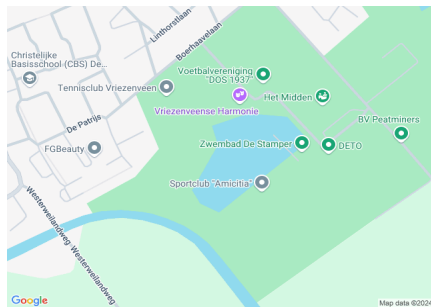 Linthorstlaan
Boerhaavelaan
Christelijke
Basisschool (CBS) De...
Voetbalvereniging
"DOS 1937"
Tennisclub Vriezenveen
Het Midden
Vriezenveense Harmonie
De Patrijs
BV Peatminers
FGBeauty
Zwembad De Stamper
DETO
Sportclub "Amicitia"
Westerweilandweg
Westerweilandweg
Google
Map data ©2024